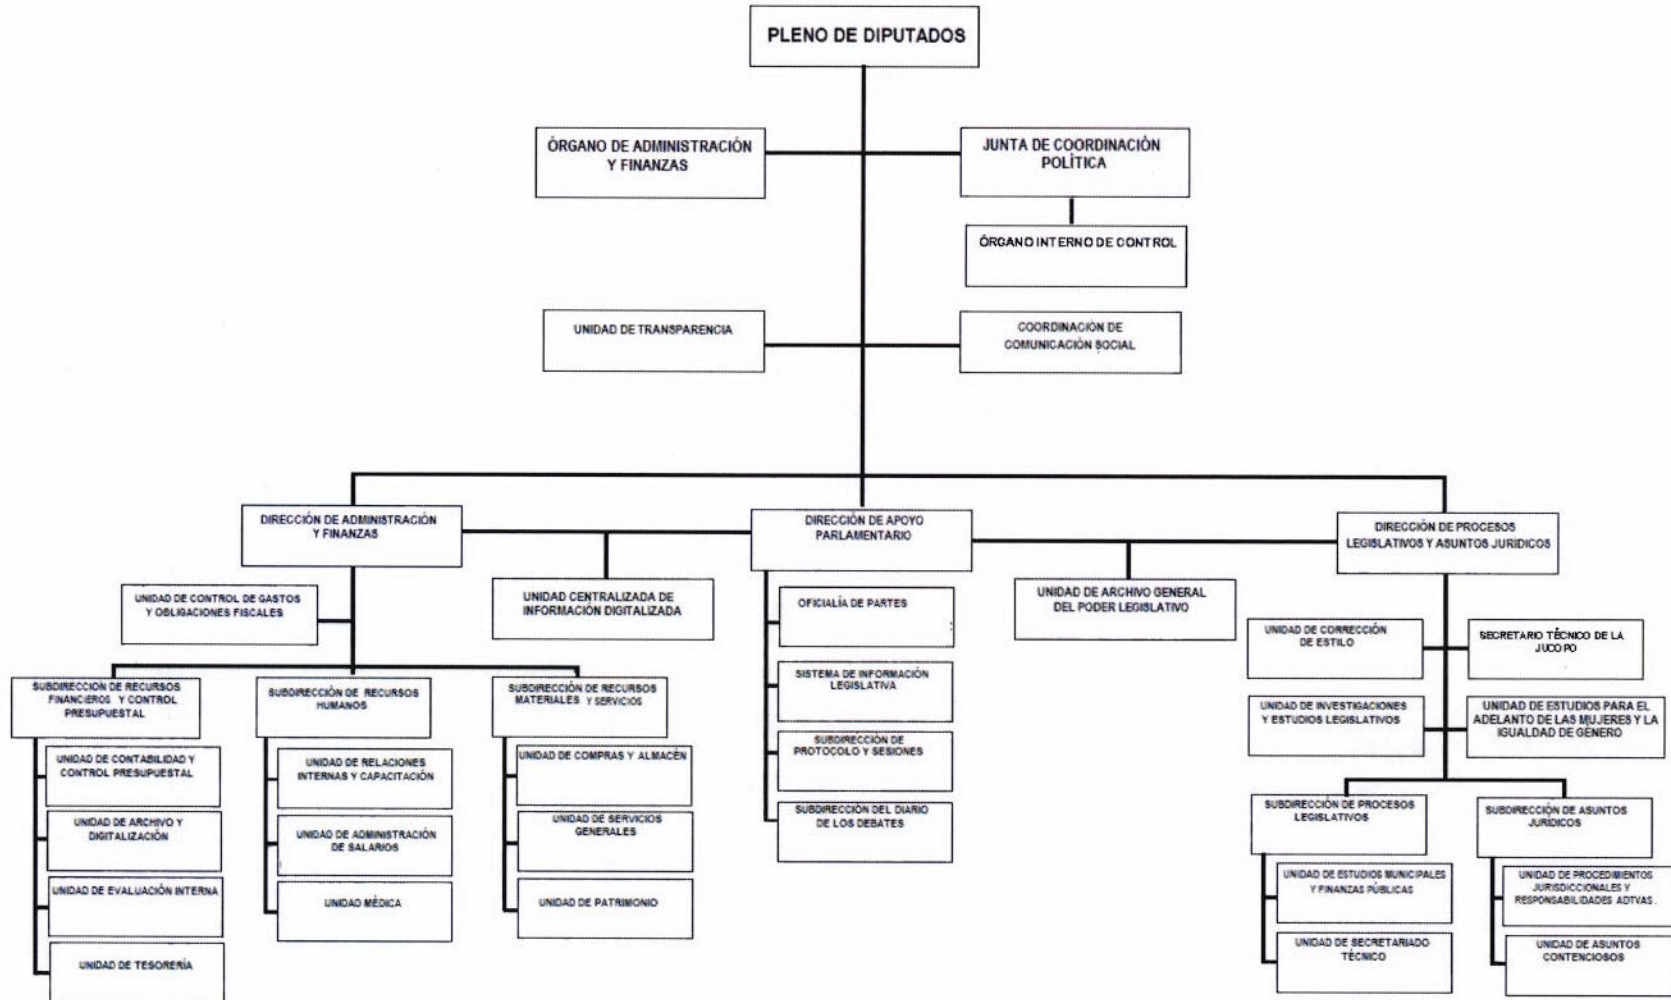 PLENO DE DIPUTADOS
ÓRGANO DE ADMINISTRACIÓN
Y FINANZAS
JUNTA DE COORDINACIÓN
POLÍTICA
ÓRGANO INTERNO DE CONTROL
UNIDAD DE TRANSPARENCIA
COORDINACIÓN DE
COMUNICACIÓN SOCIAL
DIRECCIÓN DE ADMINISTRACIÓN
Y FINANZAS
DIRECCIÓN DE APOYO
PARLAMENTARIO
DIRECCIÓN DE PROCESOS
LEGISLATIVOS Y ASUNTOS JURÍDICOS
UNIDAD DE CONTROL DE GASTOS
Y OBLIGACIONES FISCALES
UNIDAD CENTRALIZADA DE
INFORMACIÓN DIGITALIZADA
UNIDAD DE ARCHIVO GENERAL
DEL PODER LEGISLATIVO
SUBDIRECCIÓN DE RECURSOS
FINANCIEROS Y CONTROL
PRESUPUESTAL
UNIDAD DE CONTABILIDAD Y
CONTROL PRESUPUESTAL
UNIDAD DE ARCHIVO Y
DIGITALIZACIÓN
UNIDAD DE EVALUACIÓN INTERNA
UNIDAD DE TESORERÍA
SUBDIRECCIÓN DE RECURSOS
HUMANOS
UNIDAD DE RELACIONES
INTERNAS Y CAPACITACIÓN
UNIDAD DE ADMINISTRACIÓN
DE SALARIOS
UNIDAD MÉDICA
SUBDIRECCIÓN DE RECURSOS
MATERIALES Y SERVICIOS
UNIDAD DE COMPRAS Y ALMACÉN
UNIDAD DE SERVICIOS
GENERALES
UNIDAD DE PATRIMONIO
OFICIALÍA DE PARTES
SISTEMA DE INFORMACIÓN
LEGISLATIVA
SUBDIRECCIÓN DE
PROTOCOLO Y SESIONES
SUBDIRECCIÓN DEL DIARIO
DE LOS DEBATES
UNIDAD DE CORRECCIÓN
DE ESTILO
SECRETARIO TÉCNICO DE LA
JUCOPO
UNIDAD DE INVESTIGACIONES
Y ESTUDIOS LEGISLATIVOS
UNIDAD DE ESTUDIOS PARA EL
ADELANTO DE LAS MUJERES Y LA
IGUALDAD DE GÉNERO
SUBDIRECCIÓN DE PROCESOS
LEGISLATIVOS
UNIDAD DE ESTUDIOS MUNICIPALES
Y FINANZAS PÚBLICAS
UNIDAD DE SECRETARIADO
TÉCNICO
SUBDIRECCIÓN DE ASUNTOS
JURÍDICOS
UNIDAD DE PROCEDIMIENTOS
JURISDICCIONALES Y
RESPONSABILIDADES ADTVAS.
UNIDAD DE ASUNTOS
CONTENCIOSOS